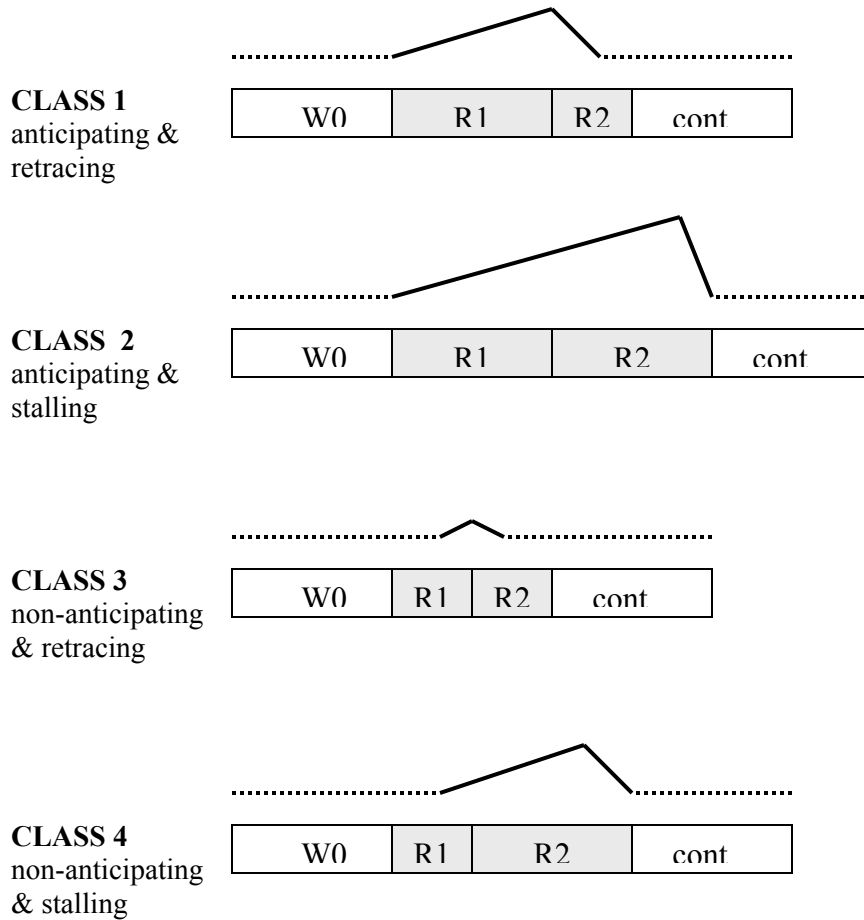 CLASS 1
anticipating &
retracing
W0 R1 R2 cont
CLASS 2
anticipating &
stalling
W0 R1 R2 cont
CLASS 3
non-anticipating
& retracing
W0 R1 R2 cont
CLASS 4
non-anticipating
& stalling
W0 R1 R2 cont